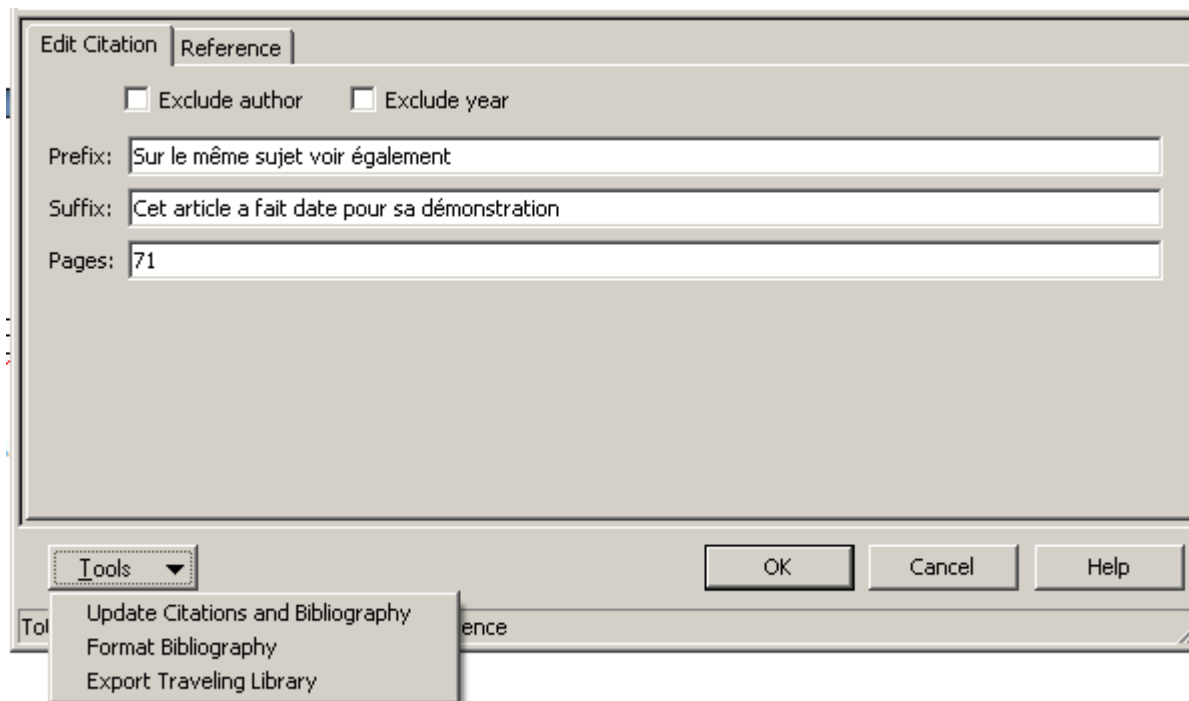 Edit Citation Reference
Exclude author Exclude year
Prefix: Sur le même sujet voir également
Suffix: Cet article a fait date pour sa démonstration
Pages: 71
Tools OK Cancel Help
Update Citations and Bibliography
Format Bibliography
Export Traveling Library